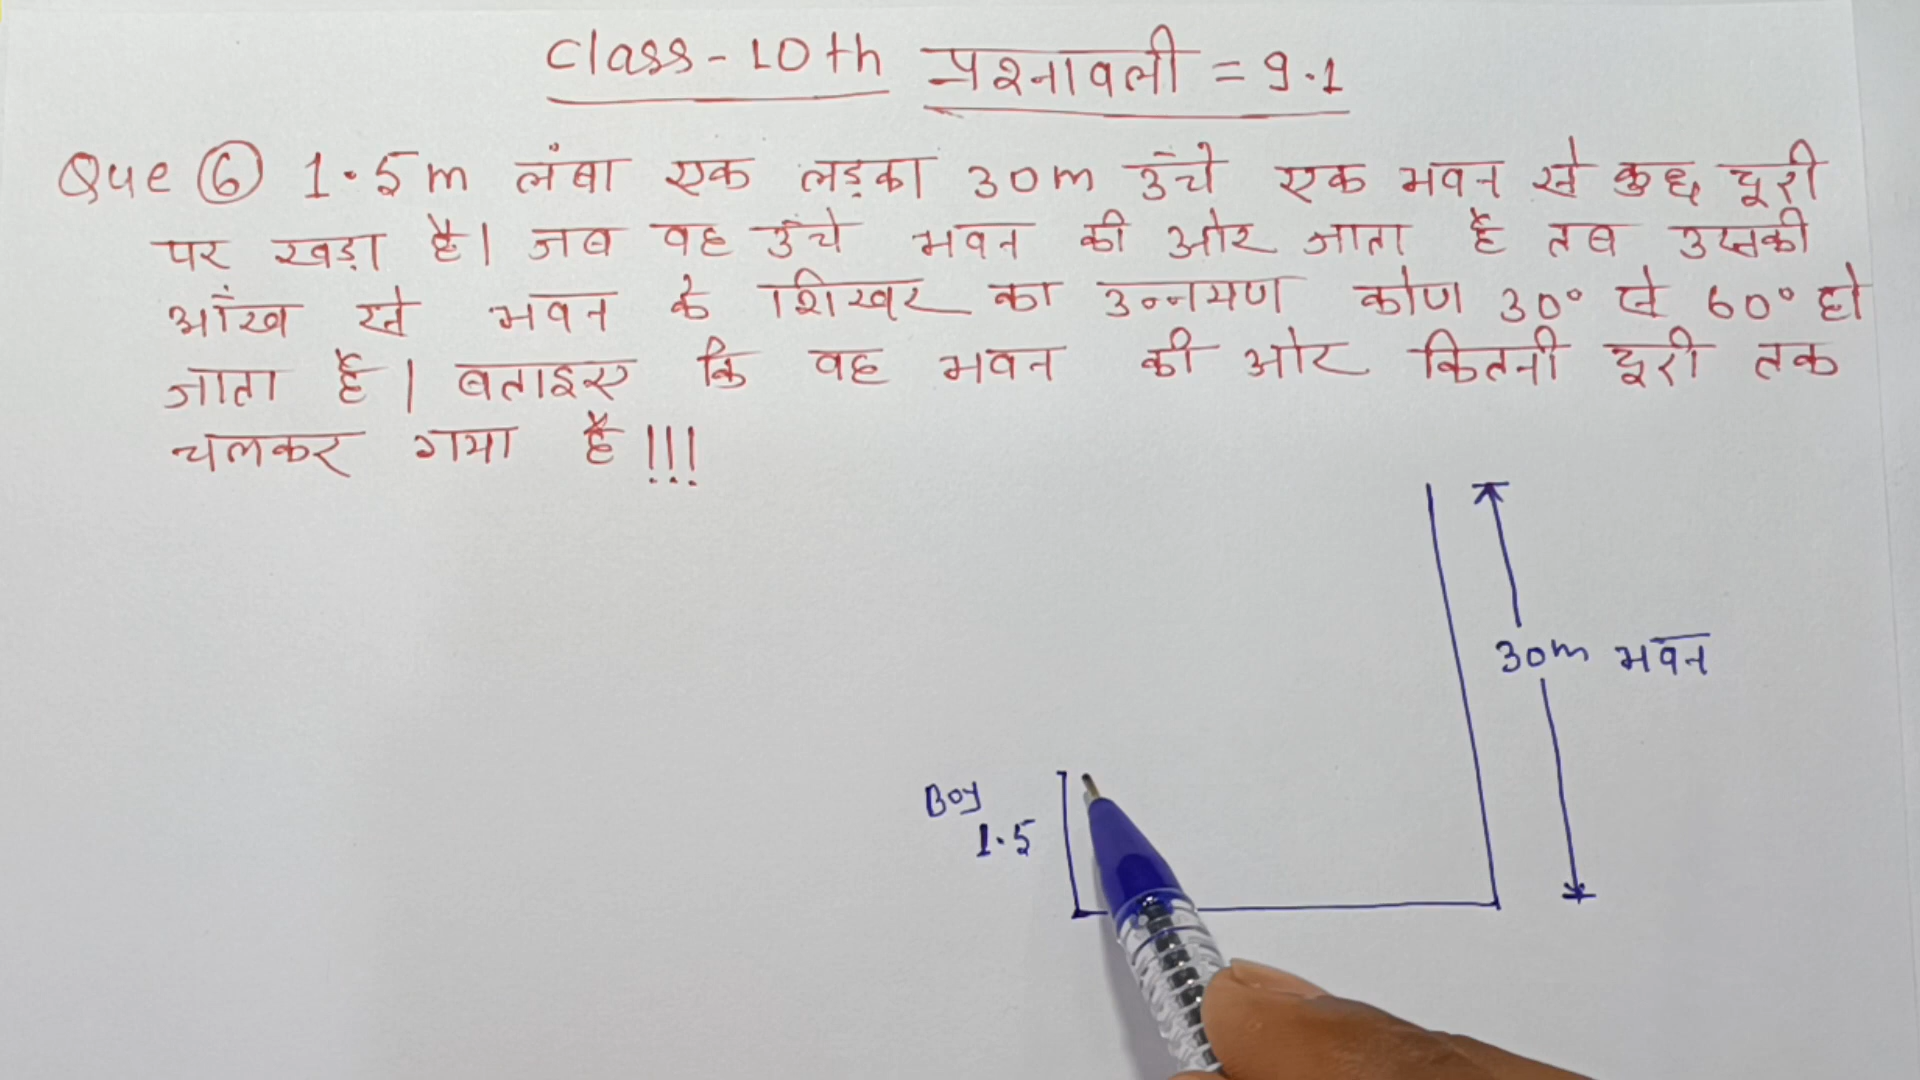 Class-10th प्रश्नावली = 9.1
Que ⑥ 1.5m लंबा एक लड़का 30m उँचे एक भवन से कुछ दूरी
पर खड़ा है। जब वह उँचे भवन की ओर जाता है तब उसकी
आँख से भवन के शिखर का उन्नयण कोण 30° से 60° हो
जाता है। बताइए कि वह भवन की ओर कितनी दूरी तक
चलकर गया है!!!
30m भवन
Boy
1.5